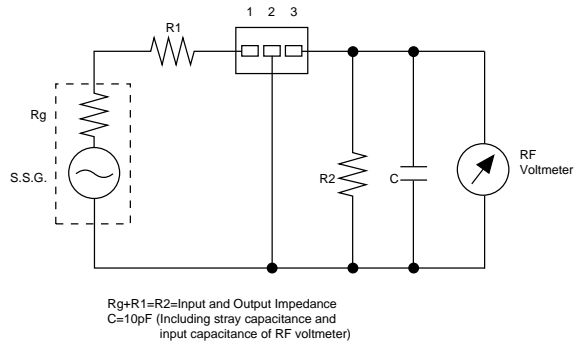 1 2 3
R1
Rg
S.S.G.
R2
C
RF
Voltmeter
Rg+R1=R2=Input and Output Impedance
C=10pF (Including stray capacitance and
input capacitance of RF voltmeter)